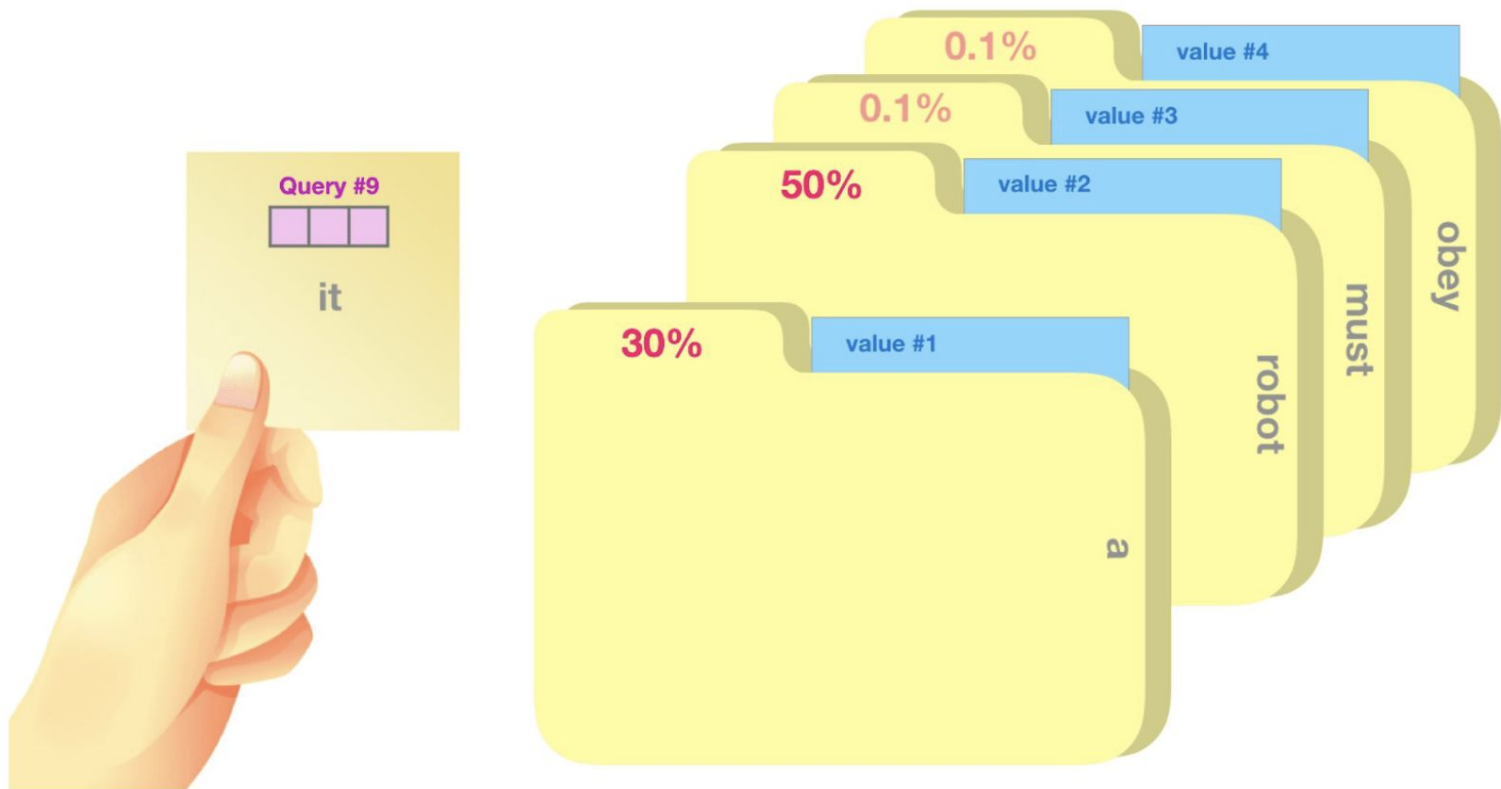 Query #9
it
30%
value #1
a
50%
value #2
robot
0.1%
value #3
must
0.1%
value #4
obey